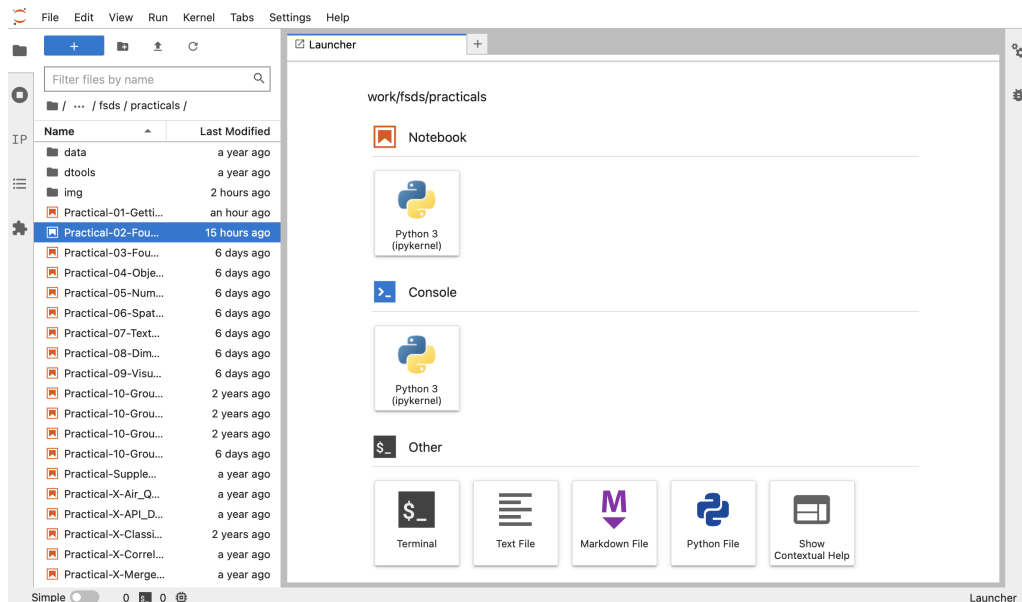 File Edit View Run Kernel Tabs Settings Help
+
Filter files by name
/ ··· / fsds / practicals /
Name Last Modified
data a year ago
dtools a year ago
img 2 hours ago
Practical-01-Getti... an hour ago
Practical-02-Fou... 15 hours ago
Practical-03-Fou... 6 days ago
Practical-04-Obje... 6 days ago
Practical-05-Num... 6 days ago
Practical-06-Spat... 6 days ago
Practical-07-Text... 6 days ago
Practical-08-Dim... 6 days ago
Practical-09-Visu... 6 days ago
Practical-10-Grou... 2 years ago
Practical-10-Grou... 2 years ago
Practical-10-Grou... 2 years ago
Practical-10-Grou... 6 days ago
Practical-Supple... a year ago
Practical-X-Air_Q... a year ago
Practical-X-API_D... a year ago
Practical-X-Classi... 2 years ago
Practical-X-Correl... a year ago
Practical-X-Merge... a year ago
IP
Launcher +
work/fsds/practicals
Notebook
Python 3
(ipykernel)
>_ Console
Python 3
(ipykernel)
$_ Other
$_
Terminal
Text File
M
Markdown File
Python File
Show
Contextual Help
Simple 0 $_ 0 Launcher